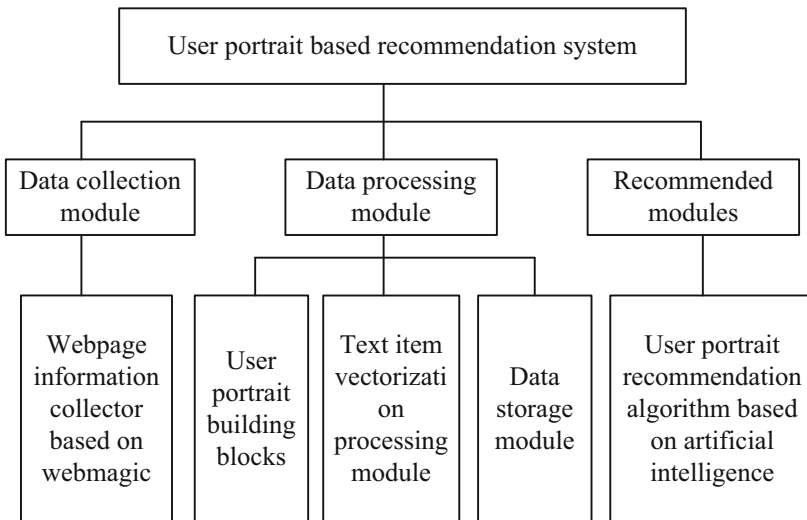 User portrait based recommendation system
Data collection
module
Data processing
module
Recommended
modules
Webpage
information
collector
based on
webmagic
User
portrait
building
blocks
Text item
vectorizati
on
processing
module
Data
storage
module
User portrait
recommendation
algorithm based
on artificial
intelligence